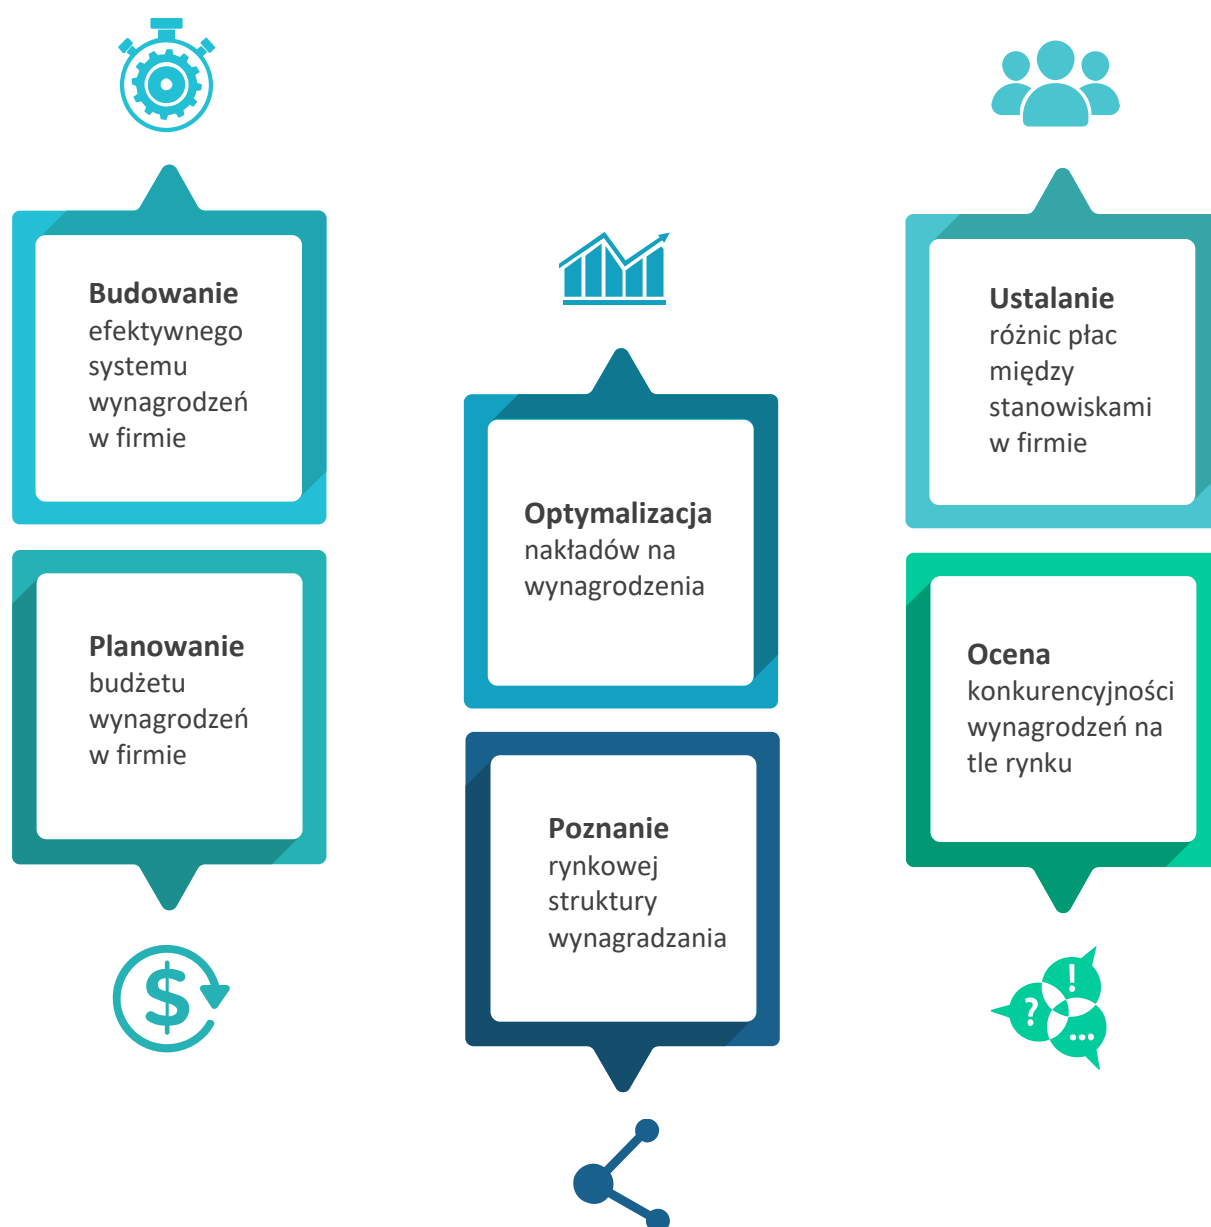 Budowanie
efektywnego
systemu
wynagrodzeń
w firmie
Planowanie
budżetu
wynagrodzeń
w firmie
Optymalizacja
nakładów na
wynagrodzenia
Poznanie
rynkowej
struktury
wynagradzania
Ustalanie
różnic płac
między
stanowiskami
w firmie
Ocena
konkurencyjności
wynagrodzeń na
tle rynku
$
!
?
...